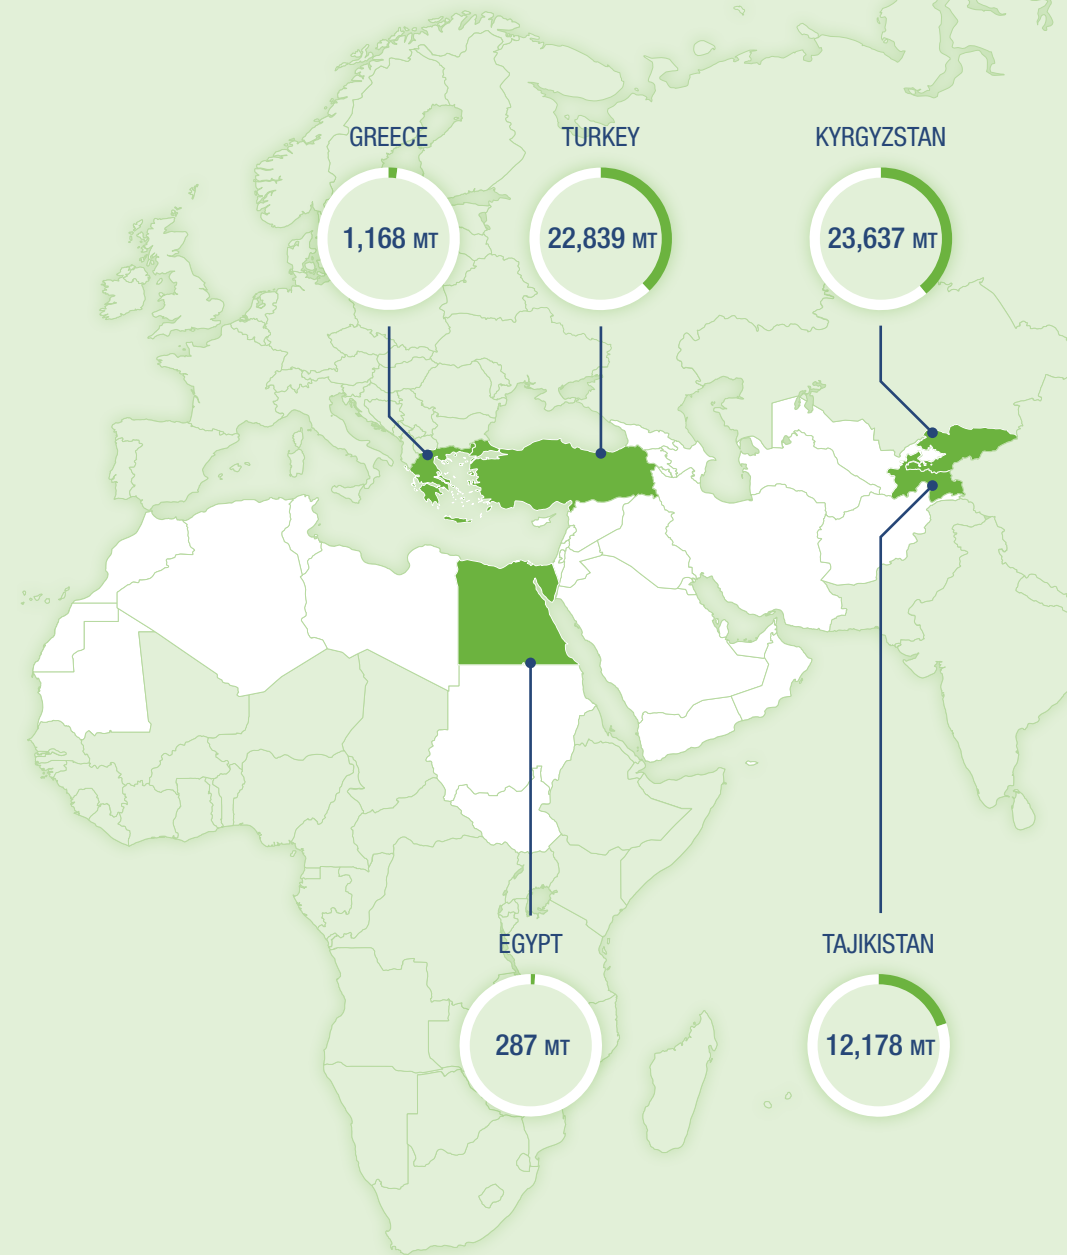 GREECE
1,168 MT
TURKEY
22,839 MT
KYRGYZSTAN
23,637 MT
EGYPT
287 MT
TAJIKISTAN
12,178 MT